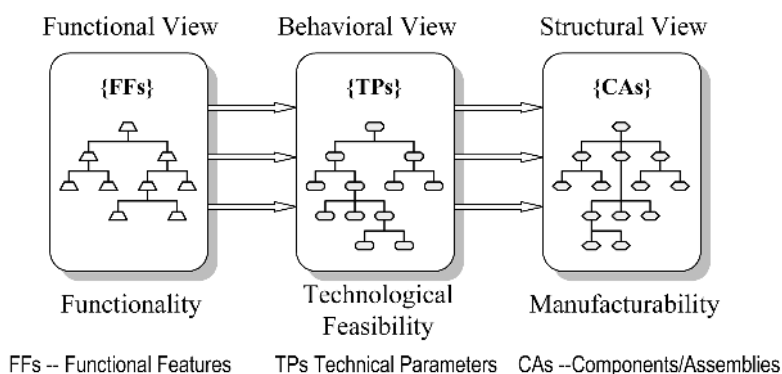 Functional View
Behavioral View
Structural View
{FFs}
{TPs}
{CAs}
Functionality
Technological
Feasibility
Manufacturability
FFs -- Functional Features
TPs Technical Parameters
CAs --Components/Assemblies